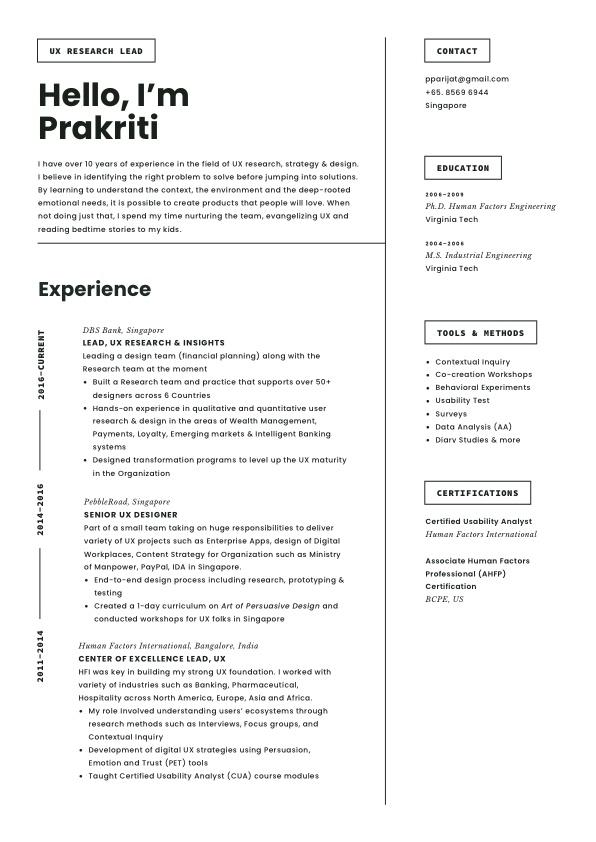 UX RESEARCH LEAD
Hello, I'm
Prakriti
I have over 10 years of experience in the field of UX research, strategy & design.
I believe in identifying the right problem to solve before jumping into solutions.
By learning to understand the context, the environment and the deep-rooted
emotional needs, it is possible to create products that people will love. When
not doing just that, I spend my time nurturing the team, evangelizing UX and
reading bedtime stories to my kids.
Experience
2016-CURRENT
DBS Bank, Singapore
LEAD, UX RESEARCH & INSIGHTS
Leading a design team (financial planning) along with the
Research team at the moment
• Built a Research team and practice that supports over 50+
designers across 6 Countries
• Hands-on experience in qualitative and quantitative user
research & design in the areas of Wealth Management,
Payments, Loyalty, Emerging markets & Intelligent Banking
systems
• Designed transformation programs to level up the UX maturity
in the Organization
2014-2016
PebbleRoad, Singapore
SENIOR UX DESIGNER
Part of a small team taking on huge responsibilities to deliver
variety of UX projects such as Enterprise Apps, design of Digital
Workplaces, Content Strategy for Organization such as Ministry
of Manpower, PayPal, IDA in Singapore.
• End-to-end design process including research, prototyping &
testing
• Created a 1-day curriculum on Art of Persuasive Design and
conducted workshops for UX folks in Singapore
2011-2014
Human Factors International, Bangalore, India
CENTER OF EXCELLENCE LEAD, UX
HFI was key in building my strong UX foundation. I worked with
variety of industries such as Banking, Pharmaceutical,
Hospitality across North America, Europe, Asia and Africa.
• My role Involved understanding users' ecosystems through
research methods such as Interviews, Focus groups, and
Contextual Inquiry
• Development of digital UX strategies using Persuasion,
Emotion and Trust (PET) tools
• Taught Certified Usability Analyst (CUA) course modules
CONTACT
pparijat@gmail.com
+65. 8569 6944
Singapore
EDUCATION
2006-2009
Ph.D. Human Factors Engineering
Virginia Tech
2004-2006
M.S. Industrial Engineering
Virginia Tech
TOOLS & METHODS
• Contextual Inquiry
• Co-creation Workshops
• Behavioral Experiments
• Usability Test
• Surveys
• Data Analysis (AA)
• Diary Studies & more
CERTIFICATIONS
Certified Usability Analyst
Human Factors International
Associate Human Factors
Professional (AHFP)
Certification
BCPE, US